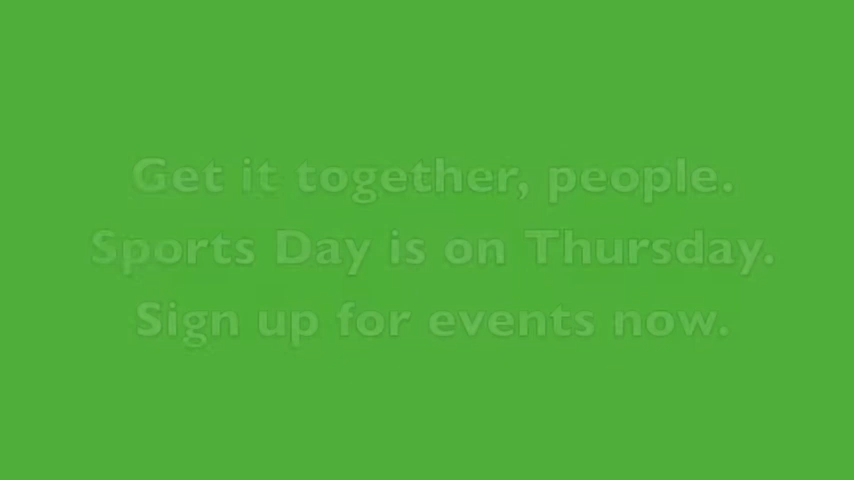 Get it together, people.
Sports Day is on Thursday.
Sign up for events now.